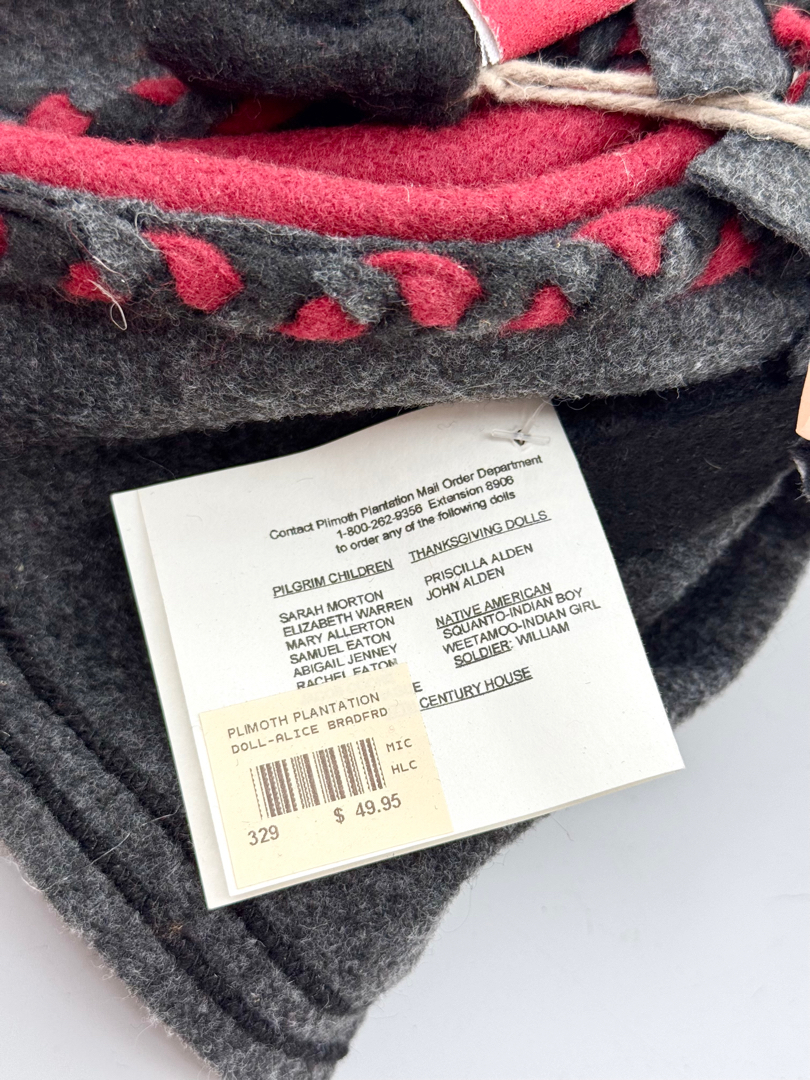 Contact Plimoth Plantation Mail Order Department
1-800-262-9356 Extension 8906
to order any of the following dolls
PILGRIM CHILDREN
SARAH MORTON
ELIZABETH WARREN
MARY ALLERTON
SAMUEL EATON
ABIGAIL JENNEY
RACHEL EATON
THANKSGIVING DOLLS
PRISCILLA ALDEN
JOHN ALDEN
NATIVE AMERICAN
SQUANTO-INDIAN BOY
WEETAMOO-INDIAN GIRL
SOLDIER: WILLIAM
CENTURY HOUSE
PLIMOTH PLANTATION
DOLL-ALICE BRADFRD
MIC
HLC
$ 49.95
329